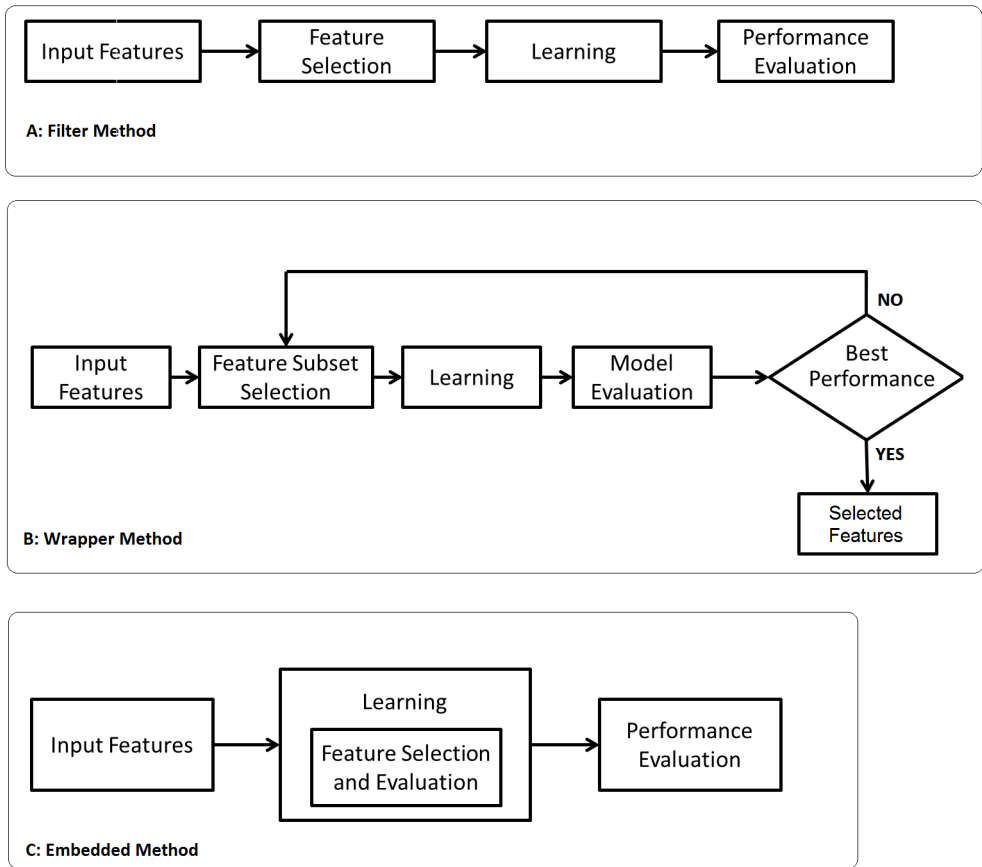 Input Features
Feature
Selection
Learning
Performance
Evaluation
A: Filter Method
NO
Input
Features
Feature Subset
Selection
Learning
Model
Evaluation
Best
Performance
YES
Selected
Features
B: Wrapper Method
Input Features
Learning
Feature Selection
and Evaluation
Performance
Evaluation
C: Embedded Method